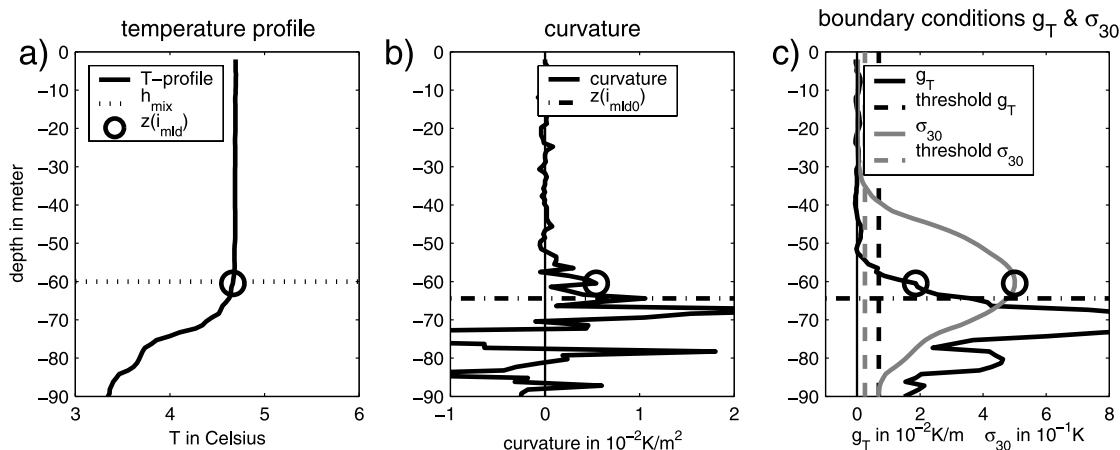 a)
temperature profile
T-profile
h_mix
z(i_mld)
depth in meter
0
-10
-20
-30
-40
-50
-60
-70
-80
-90
3 4 5 6
T in Celsius
b)
curvature
curvature
z(i_mld0)
0
-10
-20
-30
-40
-50
-60
-70
-80
-90
-1 0 1 2
curvature in 10^-2K/m^2
boundary conditions g_T & σ_30
c)
g_T
threshold g_T
σ_30
threshold σ_30
0
-10
-20
-30
-40
-50
-60
-70
-80
-90
0 2 4 6 8
g_T in 10^-2K/m σ_30 in 10^-1K